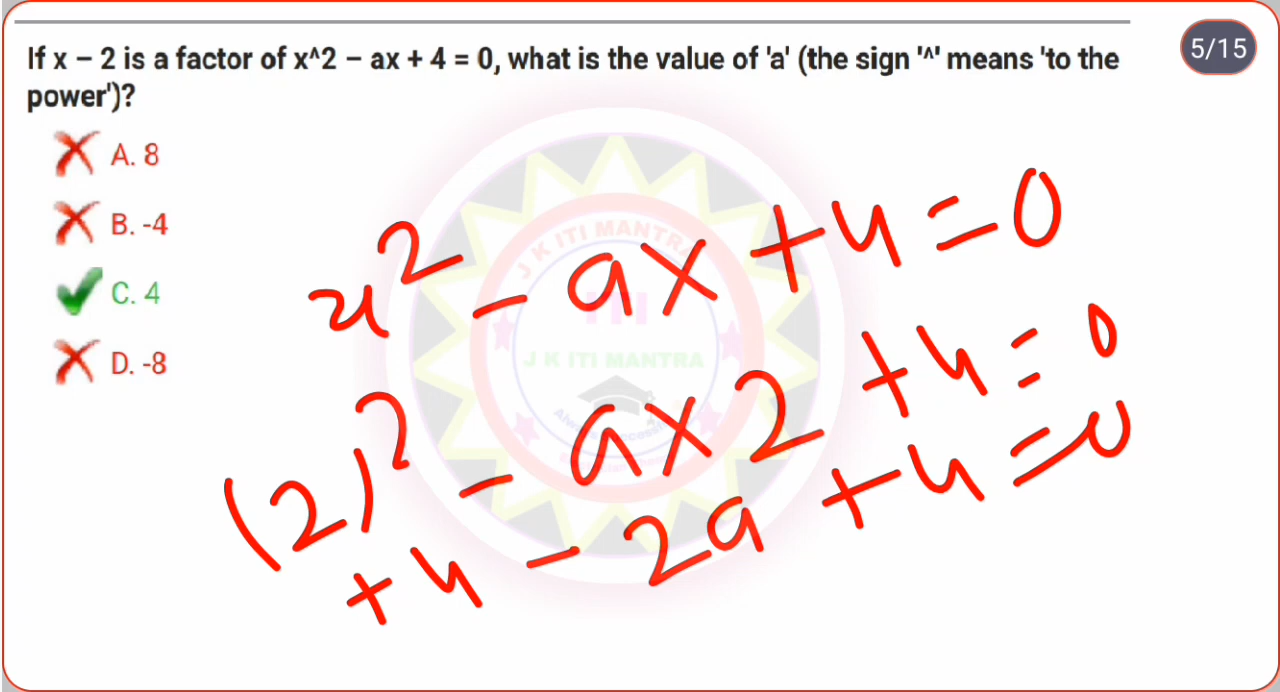 If x – 2 is a factor of x^2 – ax + 4 = 0, what is the value of 'a' (the sign '^' means 'to the
power')?
5/15
A. 8
B. -4
C. 4
D. -8
J K ITI MANTRA
J K ITI MANTRA
x² - ax + 4 = 0
(2)² - a×2 + 4 = 0
+4 - 2a + 4 = 0